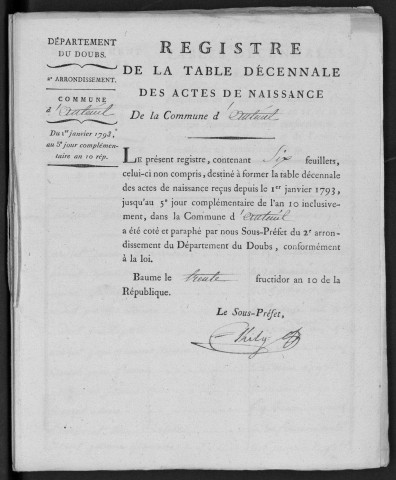 DÉPARTEMENT
DU DOUBS.
2e ARRONDISSEMENT.
COMMUNE
d'Auteuil
Du 1er janvier 1793,
au 5e jour complémen-
taire an 10 rép.
REGISTRE
DE LA TABLE DÉCENNALE
DES ACTES DE NAISSANCE
De la Commune d'
LE présent registre, contenant Six feuillets,
celui-ci non compris, destiné à former la table décennale
des actes de naissance reçus depuis le 1er janvier 1793,
jusqu'au 5e jour complémentaire de l'an 10 inclusive-
ment, dans la Commune d'
a été coté et paraphé par nous Sous-Préfet du 2e arron-
dissement du Département du Doubs, conformément
à la loi.
Baume le trente fructidor an 10 de la
République.
Le Sous-Préfet,